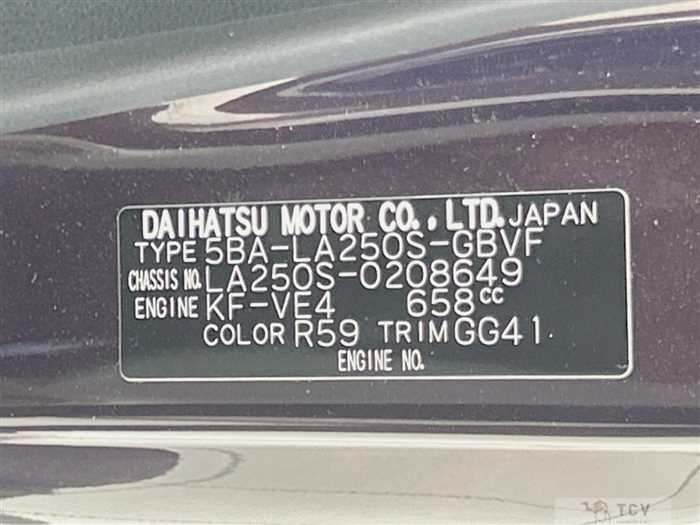 DAIHATSU MOTOR CO., LTD. JAPAN
TYPE 5BA-LA250S-GBVF
CHASSIS NO. LA250S-0208649
ENGINE KF-VE4 658cc
COLOR R59 TRIM GG41
ENGINE NO.
TCV